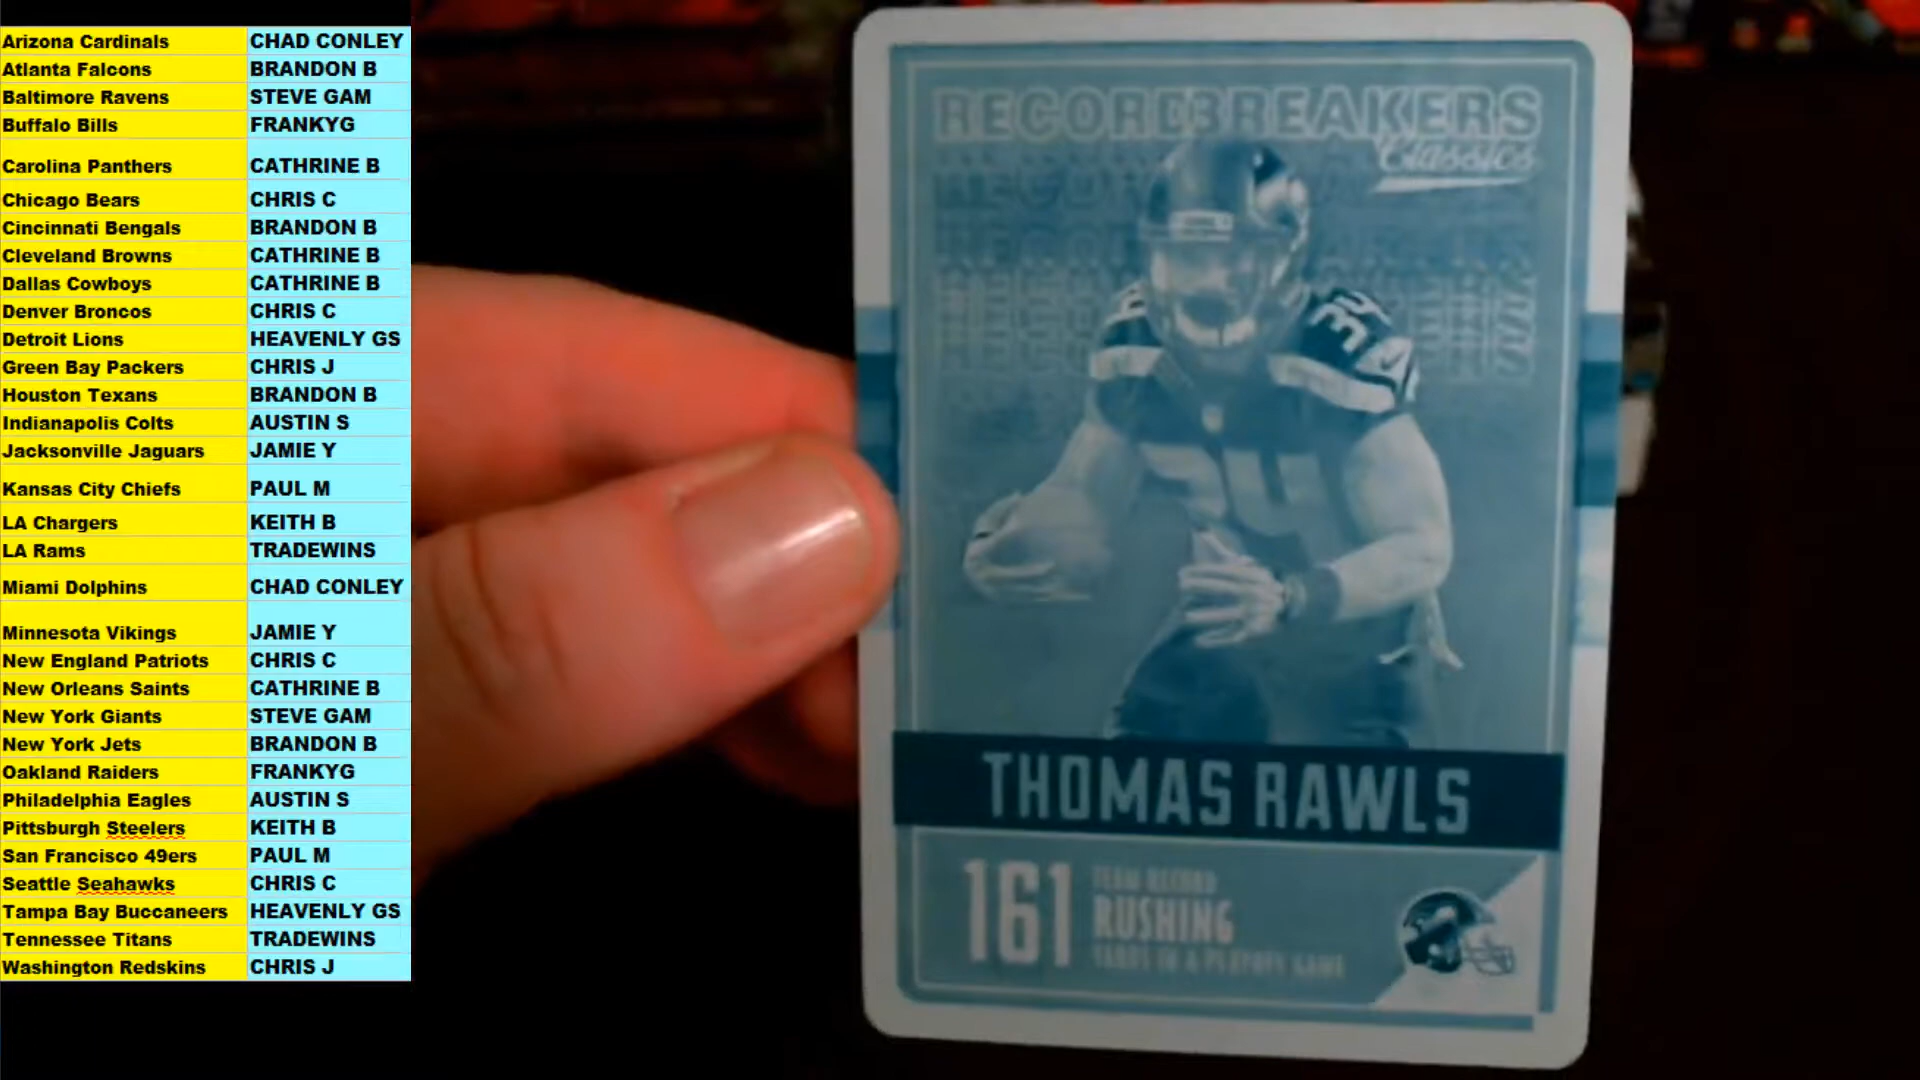 Arizona Cardinals CHAD CONLEY
Atlanta Falcons BRANDON B
Baltimore Ravens STEVE GAM
Buffalo Bills FRANKYG
Carolina Panthers CATHRINE B
Chicago Bears CHRIS C
Cincinnati Bengals BRANDON B
Cleveland Browns CATHRINE B
Dallas Cowboys CATHRINE B
Denver Broncos CHRIS C
Detroit Lions HEAVENLY GS
Green Bay Packers CHRIS J
Houston Texans BRANDON B
Indianapolis Colts AUSTIN S
Jacksonville Jaguars JAMIE Y
Kansas City Chiefs PAUL M
LA Chargers KEITH B
LA Rams TRADEWINS
Miami Dolphins CHAD CONLEY
Minnesota Vikings JAMIE Y
New England Patriots CHRIS C
New Orleans Saints CATHRINE B
New York Giants STEVE GAM
New York Jets BRANDON B
Oakland Raiders FRANKYG
Philadelphia Eagles AUSTIN S
Pittsburgh Steelers KEITH B
San Francisco 49ers PAUL M
Seattle Seahawks CHRIS C
Tampa Bay Buccaneers HEAVENLY GS
Tennessee Titans TRADEWINS
Washington Redskins CHRIS J
RECORD BREAKERS
Classics
34
34
THOMAS RAWLS
161
TEAM RECORD
RUSHING
YARDS IN A PLAYOFF GAME